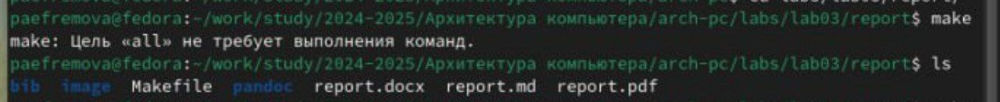 paefremova@fedora:~/work/study/2024-2025/Архитектура компьютера/arch-pc/labs/lab03/report$ make
make: Цель «all» не требует выполнения команд.
paefremova@fedora:~/work/study/2024-2025/Архитектура компьютера/arch-pc/labs/lab03/report$ ls
bib image Makefile pandoc report.docx report.md report.pdf